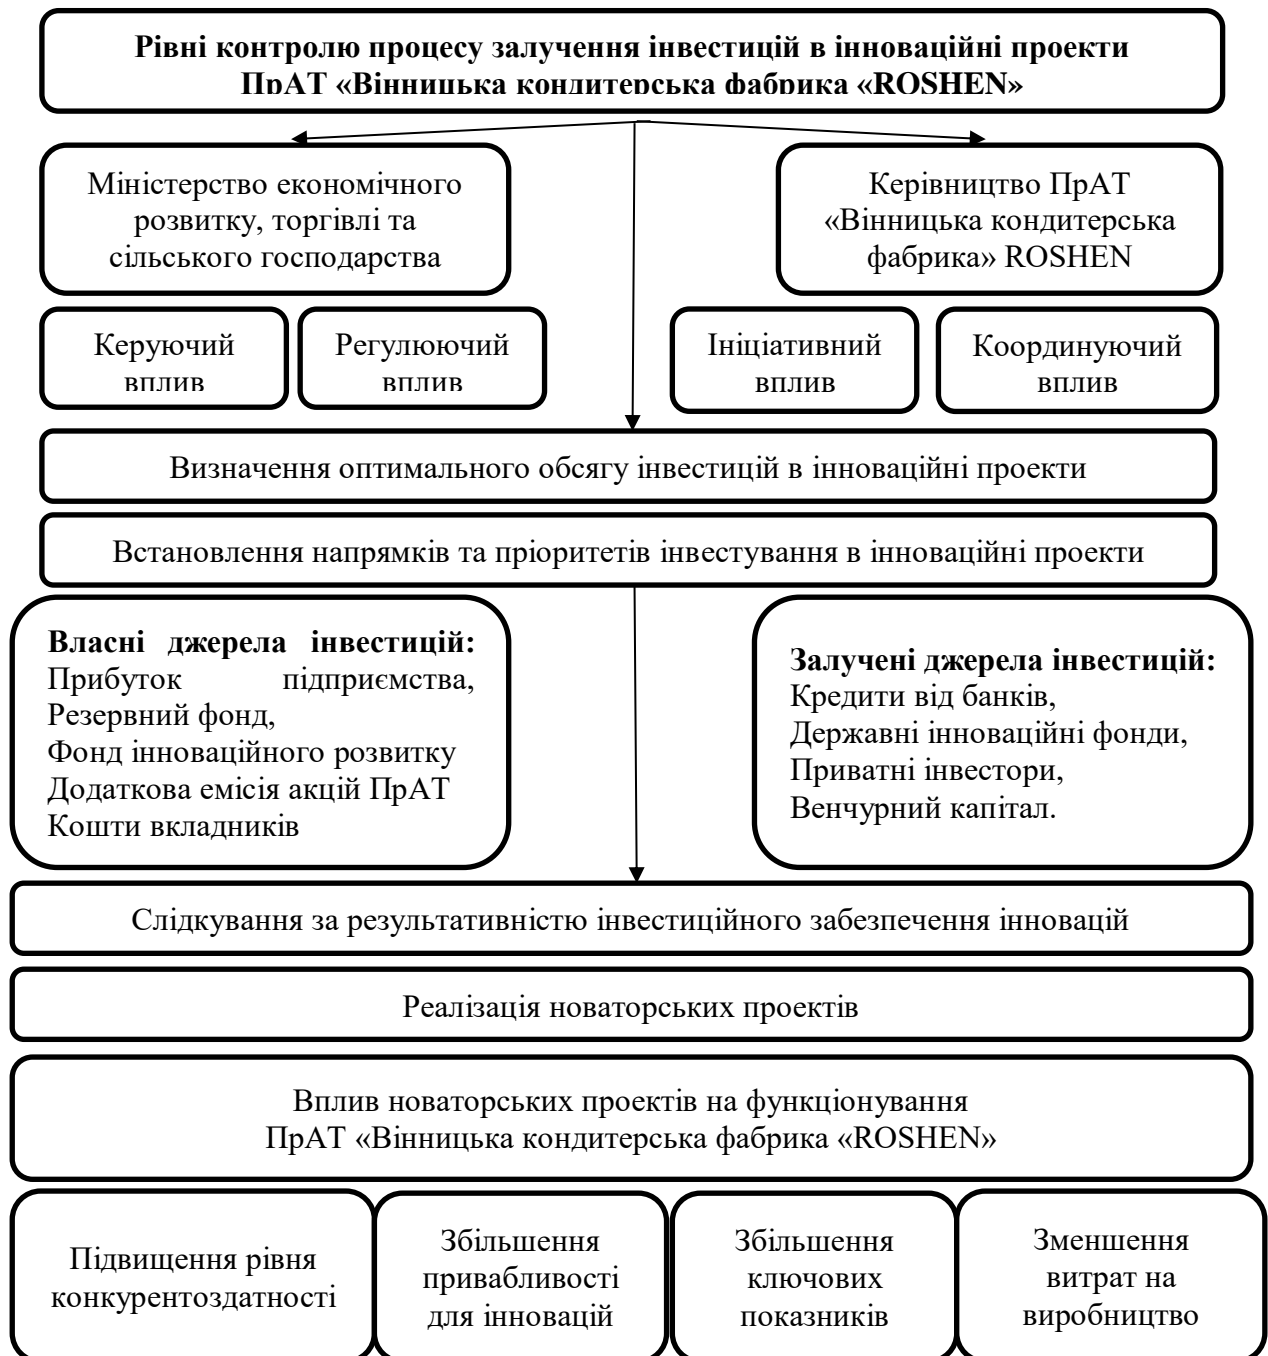 Рівні контролю процесу залучення інвестицій в інноваційні проекти
ПрАТ «Вінницька кондитерська фабрика «ROSHEN»
Міністерство економічного
розвитку, торгівлі та
сільського господарства
Керівництво ПрАТ
«Вінницька кондитерська
фабрика» ROSHEN
Керуючий
вплив
Регулюючий
вплив
Ініціативний
вплив
Координуючий
вплив
Визначення оптимального обсягу інвестицій в інноваційні проекти
Встановлення напрямків та пріоритетів інвестування в інноваційні проекти
Власні джерела інвестицій:
Прибуток підприємства,
Резервний фонд,
Фонд інноваційного розвитку
Додаткова емісія акцій ПрАТ
Кошти вкладників
Залучені джерела інвестицій:
Кредити від банків,
Державні інноваційні фонди,
Приватні інвестори,
Венчурний капітал.
Слідкування за результативністю інвестиційного забезпечення інновацій
Реалізація новаторських проектів
Вплив новаторських проектів на функціонування
ПрАТ «Вінницька кондитерська фабрика «ROSHEN»
Підвищення рівня
конкурентоздатності
Збільшення
привабливості
для інновацій
Збільшення
ключових
показників
Зменшення
витрат на
виробництво